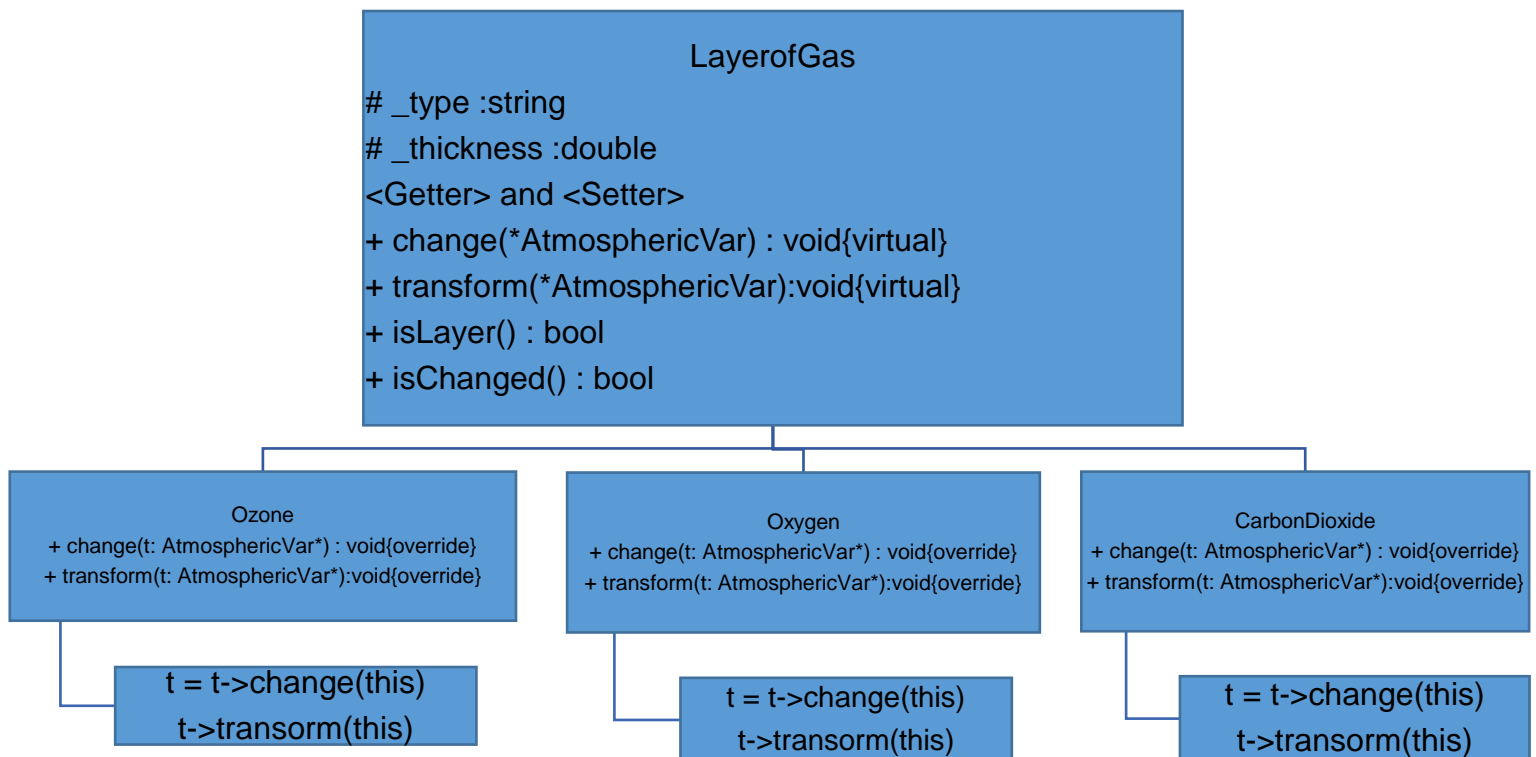 LayerofGas
# _type :string
# _thickness :double
<Getter> and <Setter>
+ change(*AtmosphericVar) : void{virtual}
+ transform(*AtmosphericVar):void{virtual}
+ isLayer() : bool
+ isChanged() : bool
Ozone
+ change(t: AtmosphericVar*) : void{override}
+ transform(t: AtmosphericVar*):void{override}
Oxygen
+ change(t: AtmosphericVar*) : void{override}
+ transform(t: AtmosphericVar*):void{override}
CarbonDioxide
+ change(t: AtmosphericVar*) : void{override}
+ transform(t: AtmosphericVar*):void{override}
t = t->change(this)
t->transorm(this)
t = t->change(this)
t->transorm(this)
t = t->change(this)
t->transorm(this)